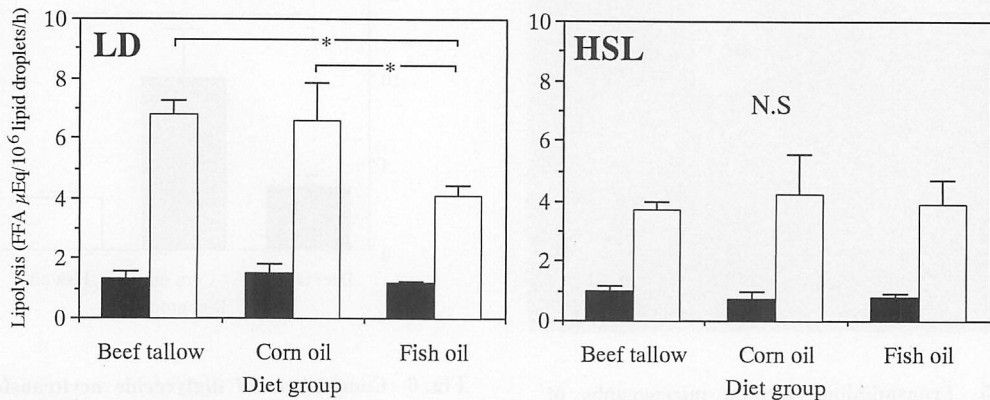 Lipolysis (FFA µEq/10⁶ lipid droplets/h)
LD
10
8
6
4
2
0
*
*
Beef tallow Corn oil Fish oil
Diet group
HSL
N.S
10
8
6
4
2
0
Beef tallow Corn oil Fish oil
Diet group